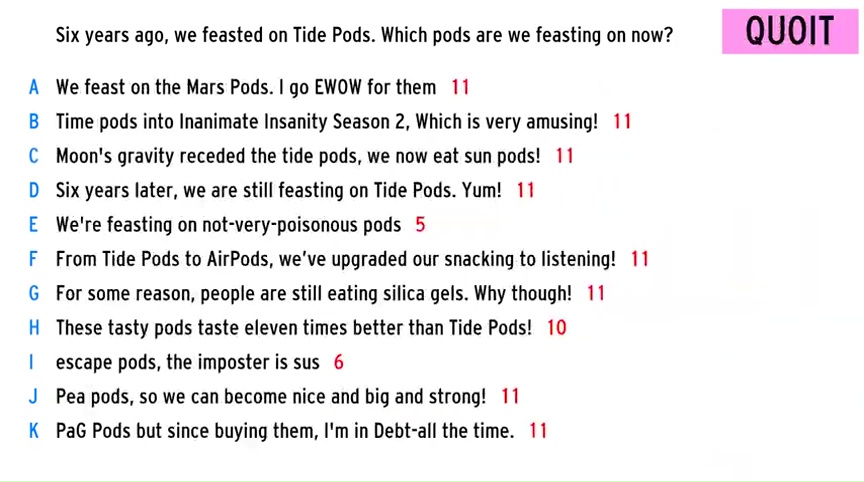 Six years ago, we feasted on Tide Pods. Which pods are we feasting on now?
QUOIT
A We feast on the Mars Pods. I go EWOW for them 11
B Time pods into Inanimate Insanity Season 2, Which is very amusing! 11
C Moon's gravity receded the tide pods, we now eat sun pods! 11
D Six years later, we are still feasting on Tide Pods. Yum! 11
E We're feasting on not-very-poisonous pods 5
F From Tide Pods to AirPods, we’ve upgraded our snacking to listening! 11
G For some reason, people are still eating silica gels. Why though! 11
H These tasty pods taste eleven times better than Tide Pods! 10
I escape pods, the imposter is sus 6
J Pea pods, so we can become nice and big and strong! 11
K PaG Pods but since buying them, I'm in Debt-all the time. 11